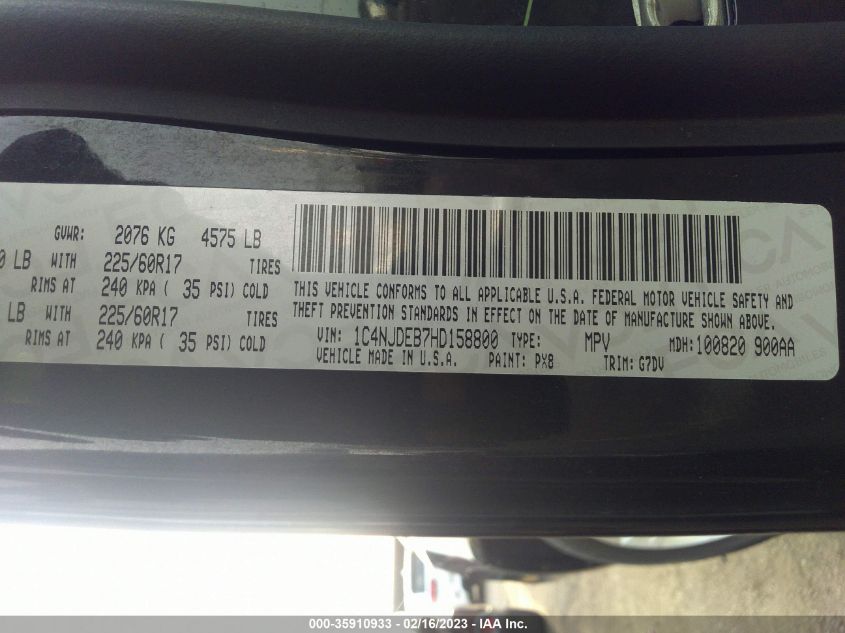 GVWR: 2076 KG 4575 LB
0 LB WITH 225/60R17 TIRES
RIMS AT 240 KPA ( 35 PSI) COLD
LB WITH 225/60R17 TIRES
RIMS AT 240 KPA ( 35 PSI) COLD
THIS VEHICLE CONFORMS TO ALL APPLICABLE U.S.A. FEDERAL MOTOR VEHICLE SAFETY AND
THEFT PREVENTION STANDARDS IN EFFECT ON THE DATE OF MANUFACTURE SHOWN ABOVE.
VIN: 1C4NJDEB7HD158800 TYPE: MPV MDH:100820 900AA
VEHICLE MADE IN U.S.A. PAINT: PX8 TRIM: G7DV
000-35910933 - 02/16/2023 - IAA Inc.